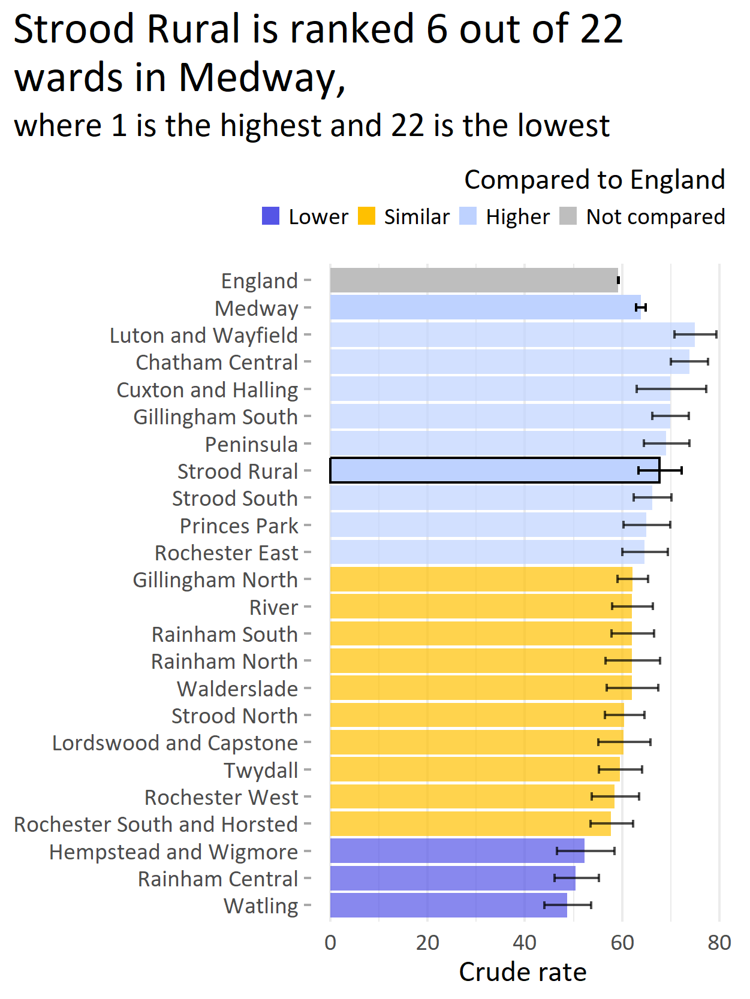 Strood Rural is ranked 6 out of 22
wards in Medway,
where 1 is the highest and 22 is the lowest
Compared to England
Lower Similar Higher Not compared
England
Medway
Luton and Wayfield
Chatham Central
Cuxton and Halling
Gillingham South
Peninsula
Strood Rural
Strood South
Princes Park
Rochester East
Gillingham North
River
Rainham South
Rainham North
Walderslade
Strood North
Lordswood and Capstone
Twydall
Rochester West
Rochester South and Horsted
Hempstead and Wigmore
Rainham Central
Watling
0 20 40 60 80
Crude rate